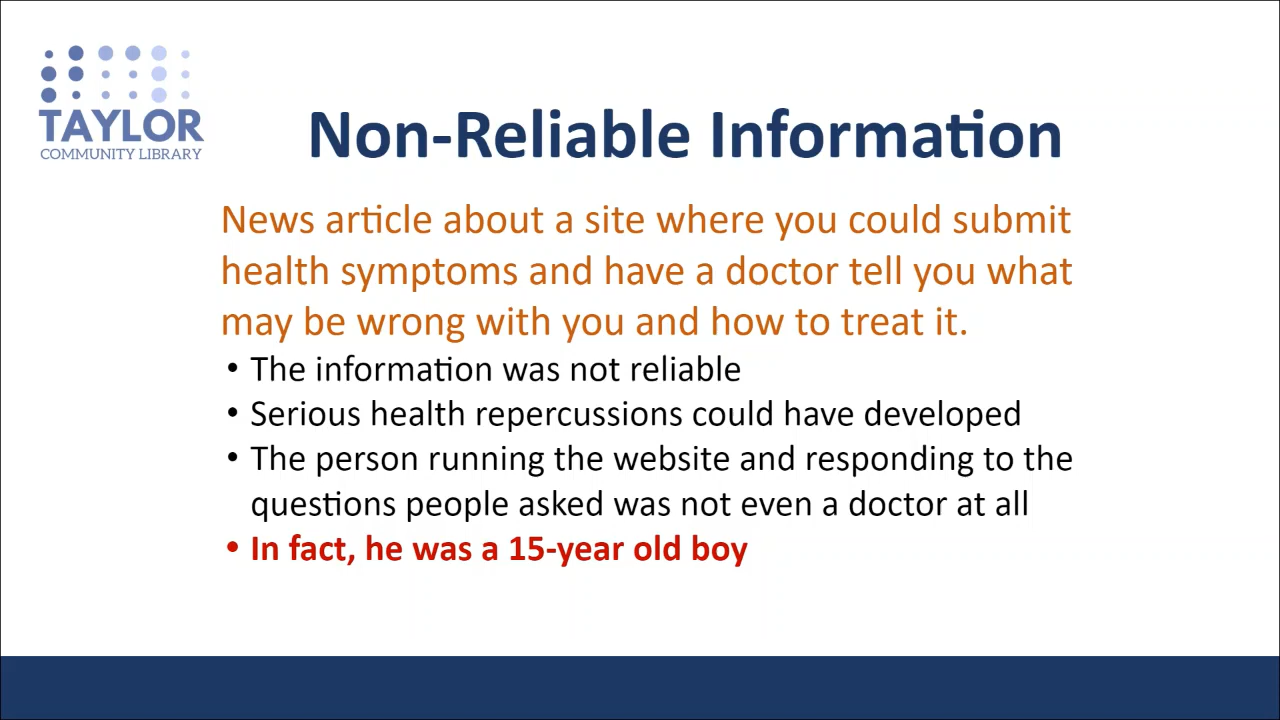 TAYLOR
COMMUNITY LIBRARY
Non-Reliable Information
News article about a site where you could submit
health symptoms and have a doctor tell you what
may be wrong with you and how to treat it.
• The information was not reliable
• Serious health repercussions could have developed
• The person running the website and responding to the
questions people asked was not even a doctor at all
• In fact, he was a 15-year old boy